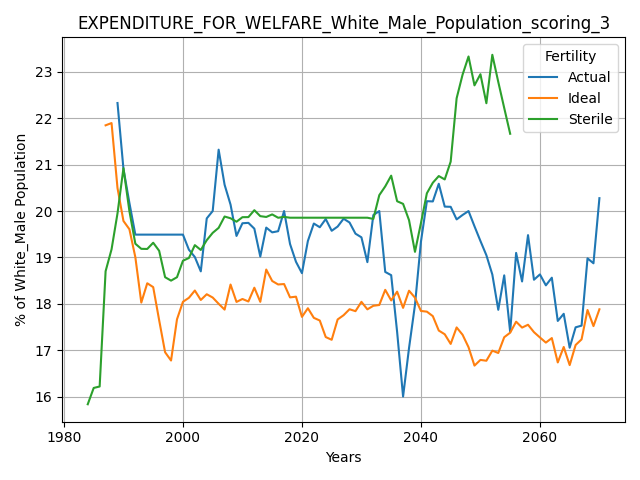 EXPENDITURE_FOR_WELFARE_White_Male_Population_scoring_3
Fertility
Actual
Ideal
Sterile
% of White_Male Population
23
22
21
20
19
18
17
16
1980
2000
2020
2040
2060
Years